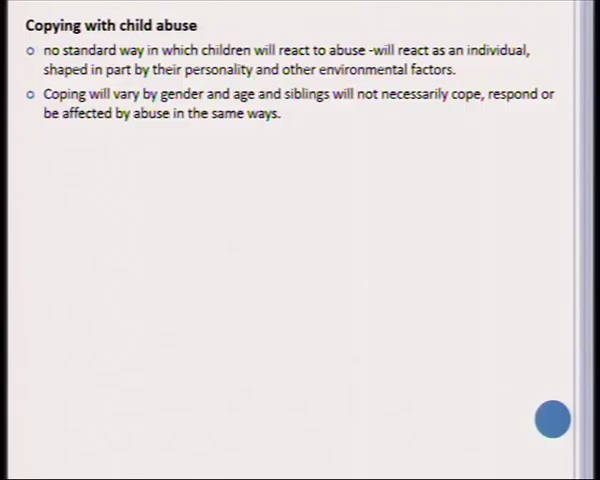 Copying with child abuse
no standard way in which children will react to abuse -will react as an individual,
shaped in part by their personality and other environmental factors.
Coping will vary by gender and age and siblings will not necessarily cope, respond or
be affected by abuse in the same ways.